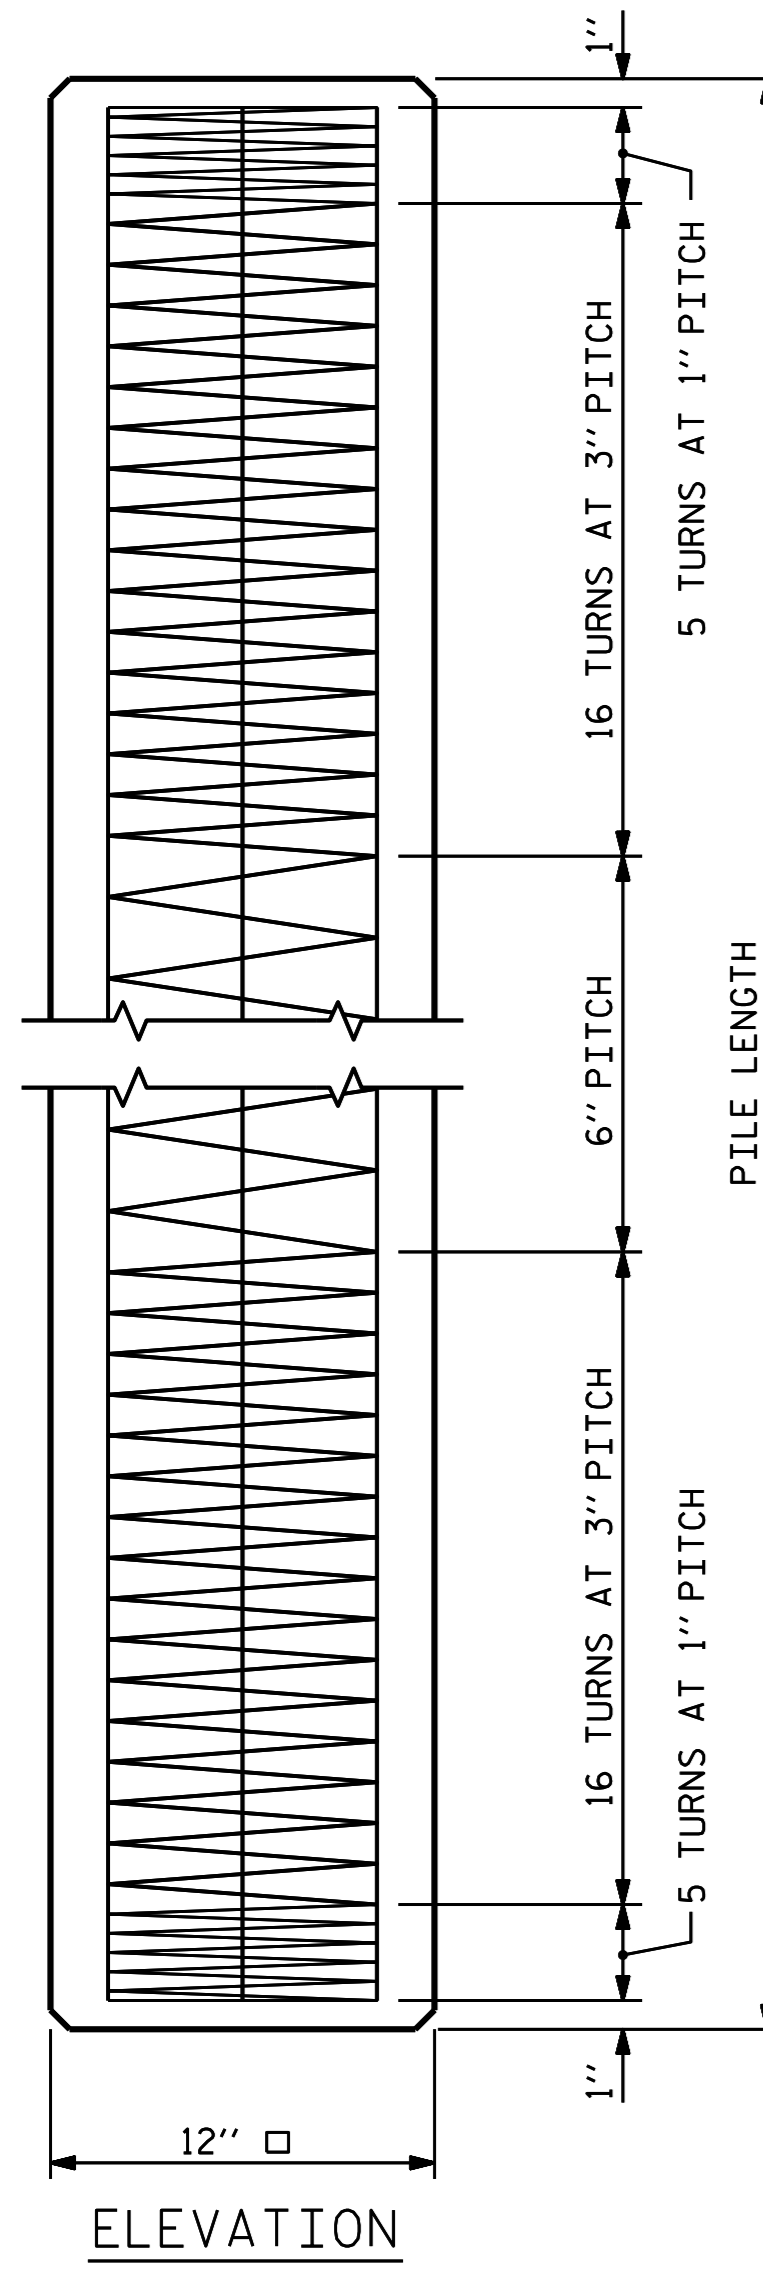 1''
5 TURNS AT 1'' PITCH
16 TURNS AT 3'' PITCH
6'' PITCH
PILE LENGTH
16 TURNS AT 3'' PITCH
5 TURNS AT 1'' PITCH
1''
12'' □
ELEVATION